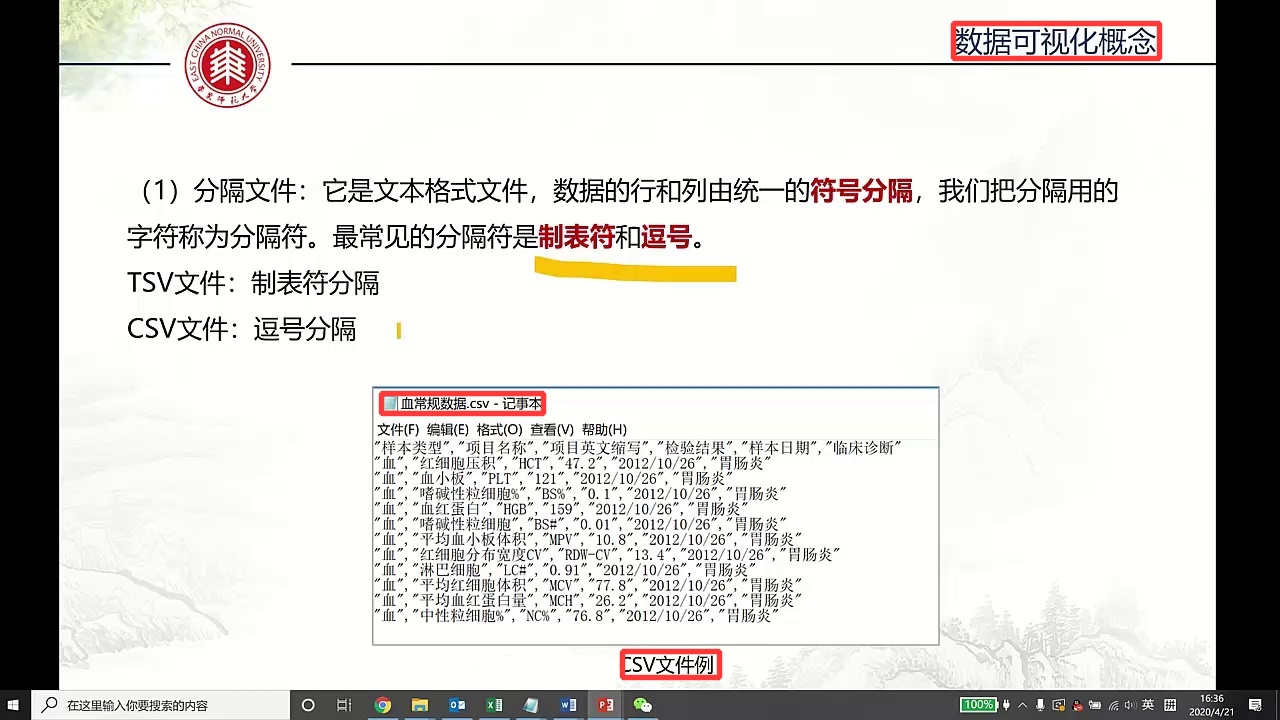 EAST CHINA NORMAL UNIVERSITY
华东师范大学
数据可视化概念
（1）分隔文件：它是文本格式文件，数据的行和列由统一的符号分隔，我们把分隔用的
字符称为分隔符。最常见的分隔符是制表符和逗号。
TSV文件：制表符分隔
CSV文件：逗号分隔
血常规数据.csv - 记事本
文件(F) 编辑(E) 格式(O) 查看(V) 帮助(H)
"样本类型","项目名称","项目英文缩写","检验结果","样本日期","临床诊断"
"血","红细胞压积","HCT","47.2","2012/10/26","胃肠炎"
"血","血小板","PLT","121","2012/10/26","胃肠炎"
"血","嗜碱性粒细胞%","BS%","0.1","2012/10/26","胃肠炎"
"血","血红蛋白","HGB","159","2012/10/26","胃肠炎"
"血","嗜碱性粒细胞","BS#","0.01","2012/10/26","胃肠炎"
"血","平均血小板体积","MPV","10.8","2012/10/26","胃肠炎"
"血","红细胞分布宽度CV","RDW-CV","13.4","2012/10/26","胃肠炎"
"血","淋巴细胞","LC#","0.91","2012/10/26","胃肠炎"
"血","平均红细胞体积","MCV","77.8","2012/10/26","胃肠炎"
"血","平均血红蛋白量","MCH","26.2","2012/10/26","胃肠炎"
"血","中性粒细胞%","NC%","76.8","2012/10/26","胃肠炎"
CSV文件例
在这里输入你要搜索的内容
100%
英
拼
16:36
2020/4/21